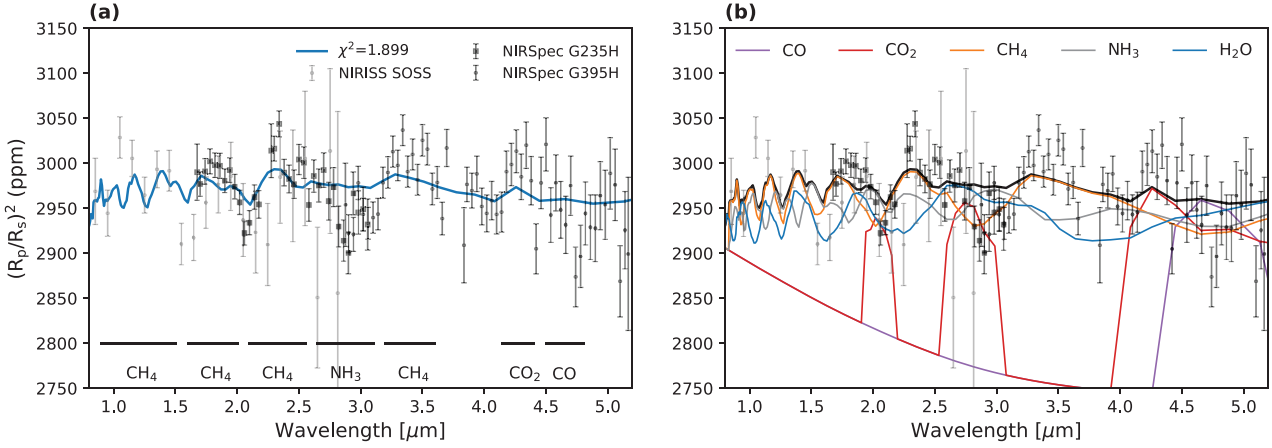 (a)
3150
3100
3050
3000
2950
2900
2850
2800
2750
(Rₚ/Rₛ)² (ppm)
χ²=1.899
NIRISS SOSS
NIRSpec G235H
NIRSpec G395H
CH₄ CH₄ CH₄ NH₃ CH₄ CO₂ CO
1.0 1.5 2.0 2.5 3.0 3.5 4.0 4.5 5.0
Wavelength [μm]
(b)
3150
3100
3050
3000
2950
2900
2850
2800
2750
CO CO₂ CH₄ NH₃ H₂O
1.0 1.5 2.0 2.5 3.0 3.5 4.0 4.5 5.0
Wavelength [μm]